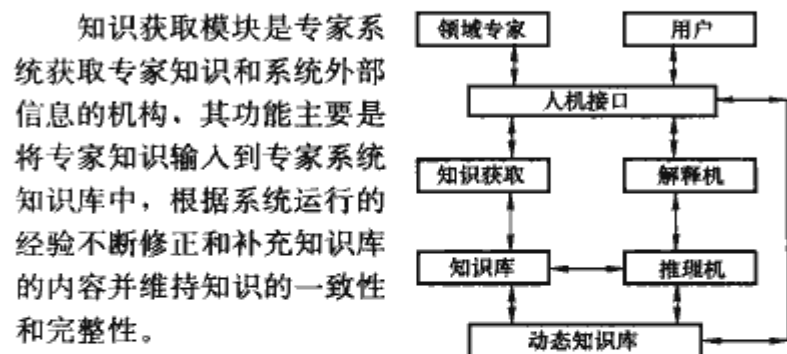 知识获取模块是专家系
统获取专家知识和系统外部
信息的机构、其功能主要是
将专家知识输入到专家系统
知识库中，根据系统运行的
经验不断修正和补充知识库
的内容并维持知识的一致性
和完整性。
领域专家
用户
人机接口
知识获取
解释机
知识库
推理机
动态知识库